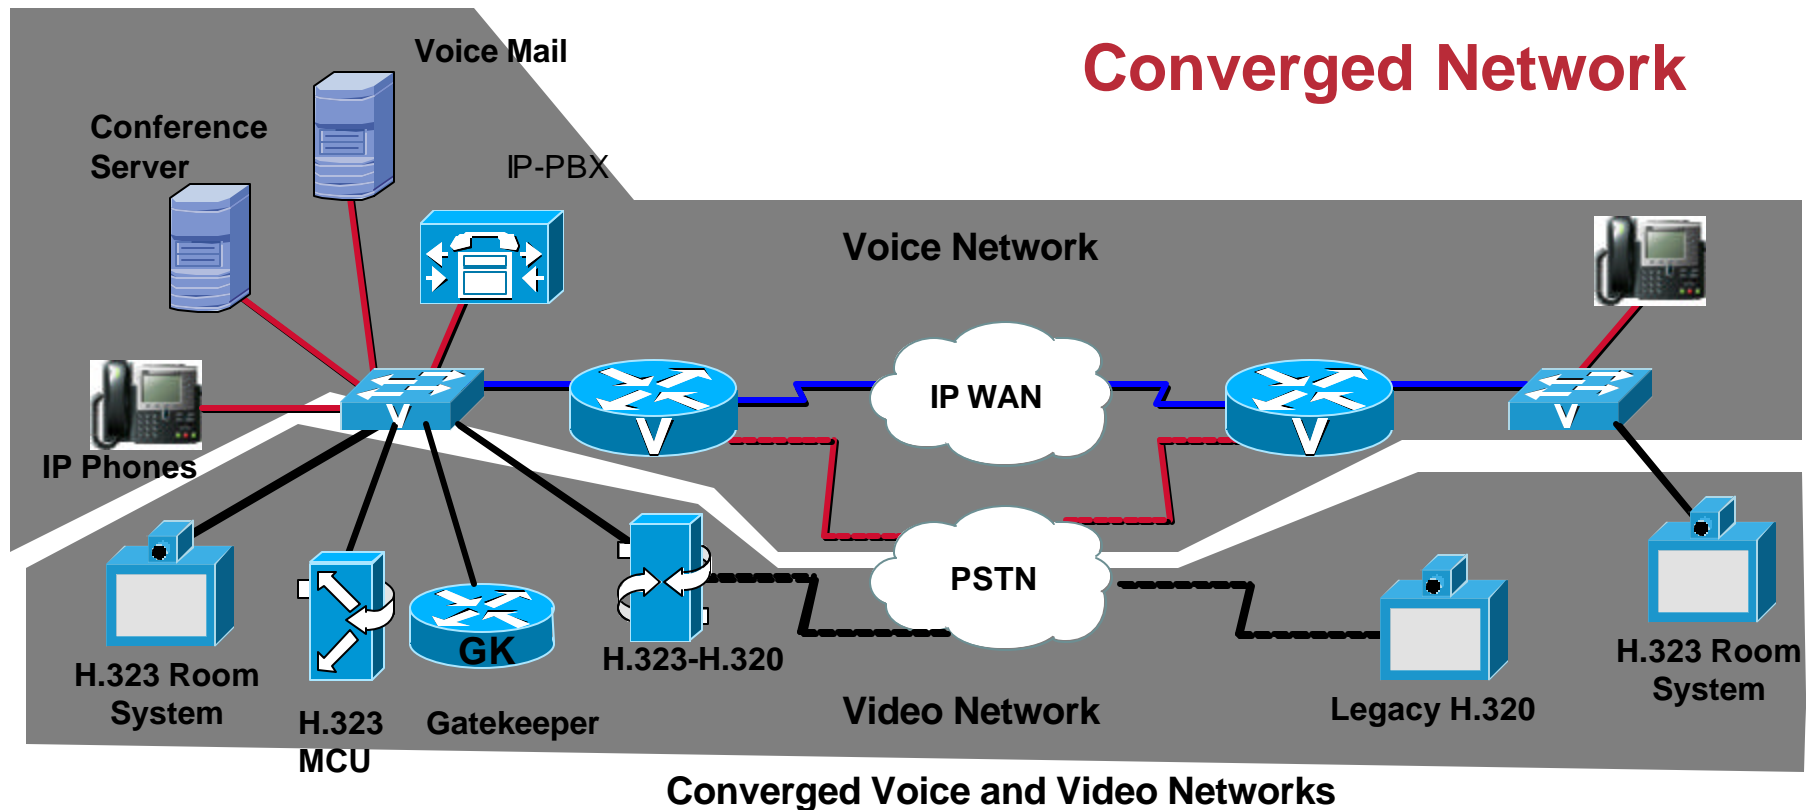 Converged Network
Voice Mail
Conference
Server
IP-PBX
Voice Network
IP WAN
V
V
V
V
IP Phones
PSTN
GK
H.323 Room
System
H.323
MCU
Gatekeeper
H.323-H.320
Video Network
Legacy H.320
H.323 Room
System
Converged Voice and Video Networks